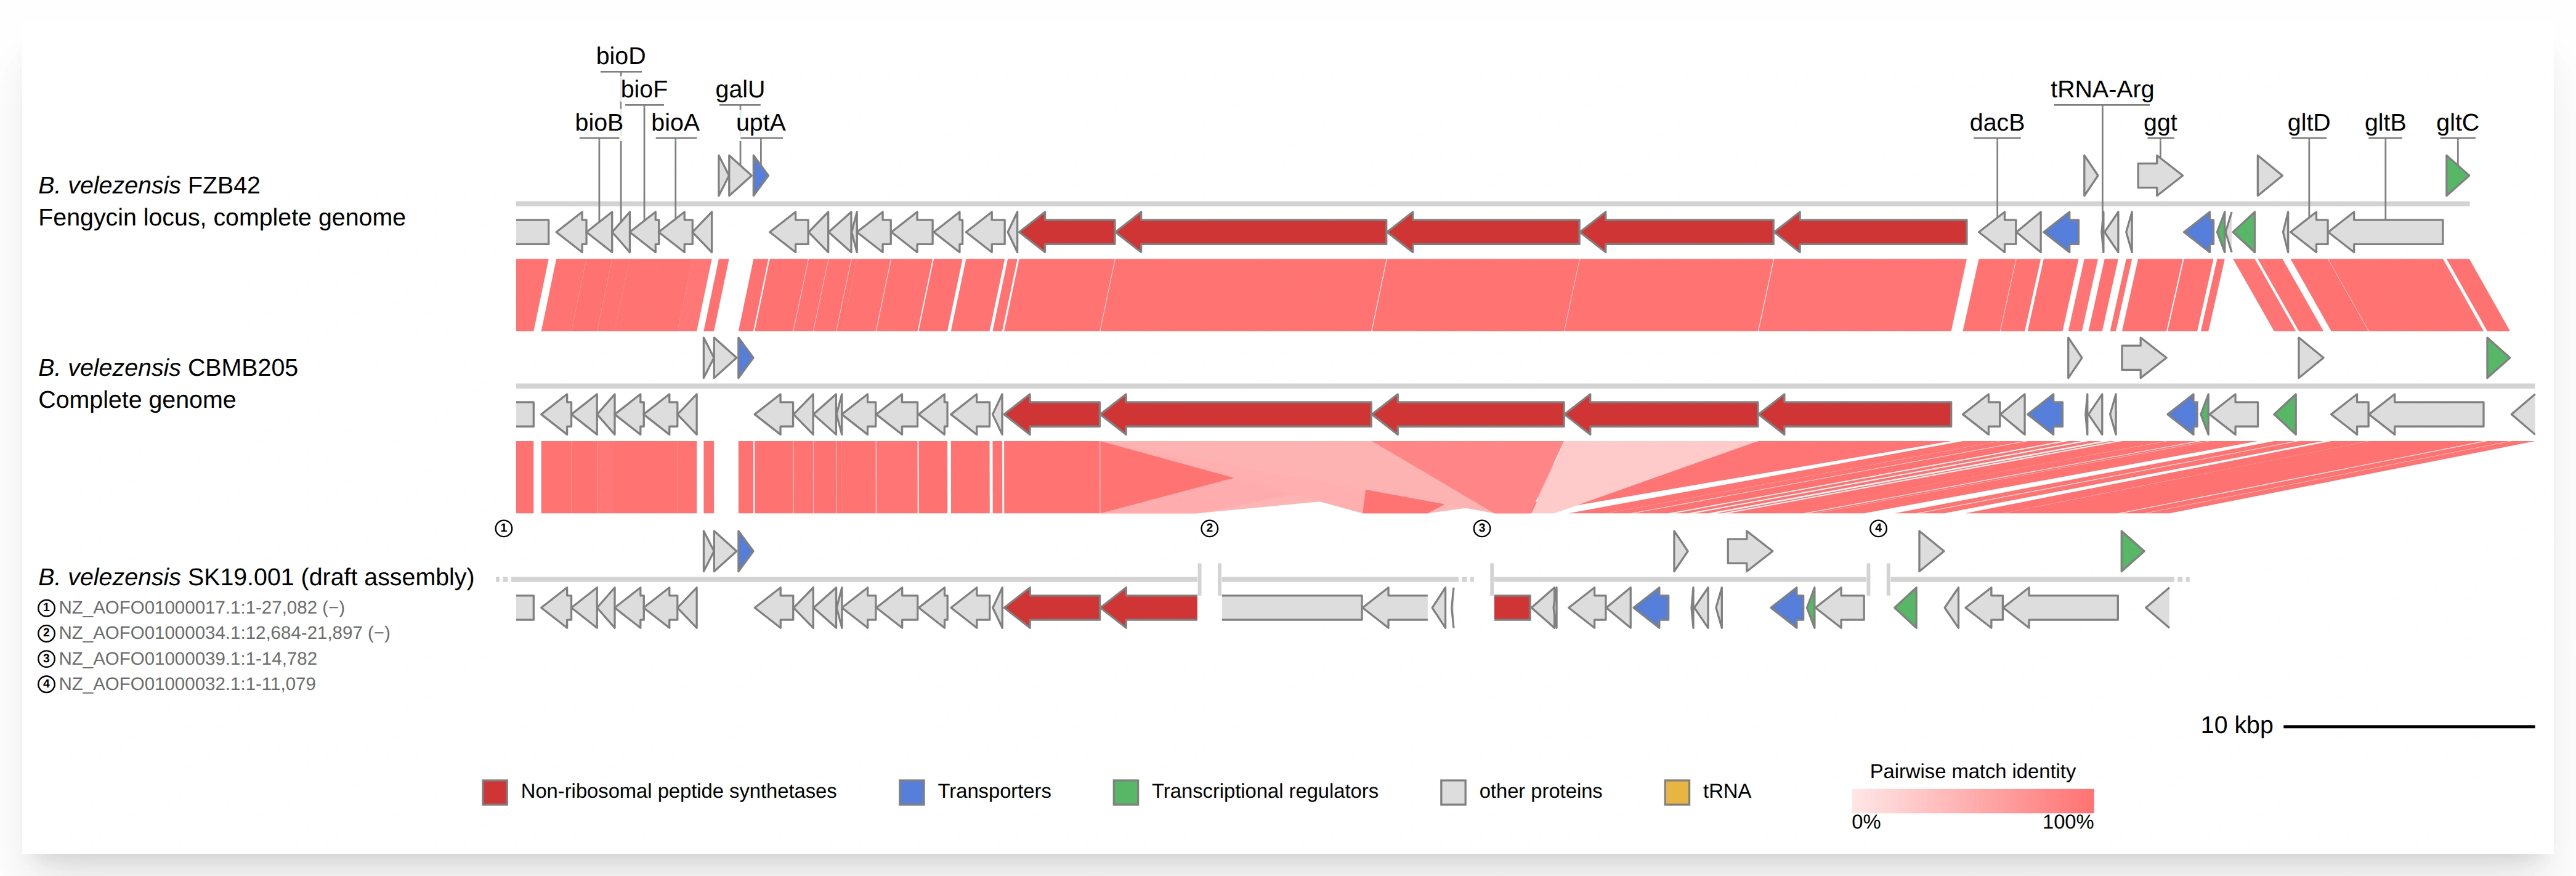 bioD
bioF
galU
tRNA-Arg
bioB
bioA
uptA
dacB
ggt
gltD
gltB
gltC
B. velezensis FZB42
Fengycin locus, complete genome
B. velezensis CBMB205
Complete genome
1
2
3
4
B. velezensis SK19.001 (draft assembly)
1 NZ_AOFO01000017.1:1-27,082 (−)
2 NZ_AOFO01000034.1:12,684-21,897 (−)
3 NZ_AOFO01000039.1:1-14,782
4 NZ_AOFO01000032.1:1-11,079
10 kbp
Non-ribosomal peptide synthetases
Transporters
Transcriptional regulators
other proteins
tRNA
Pairwise match identity
0%
100%